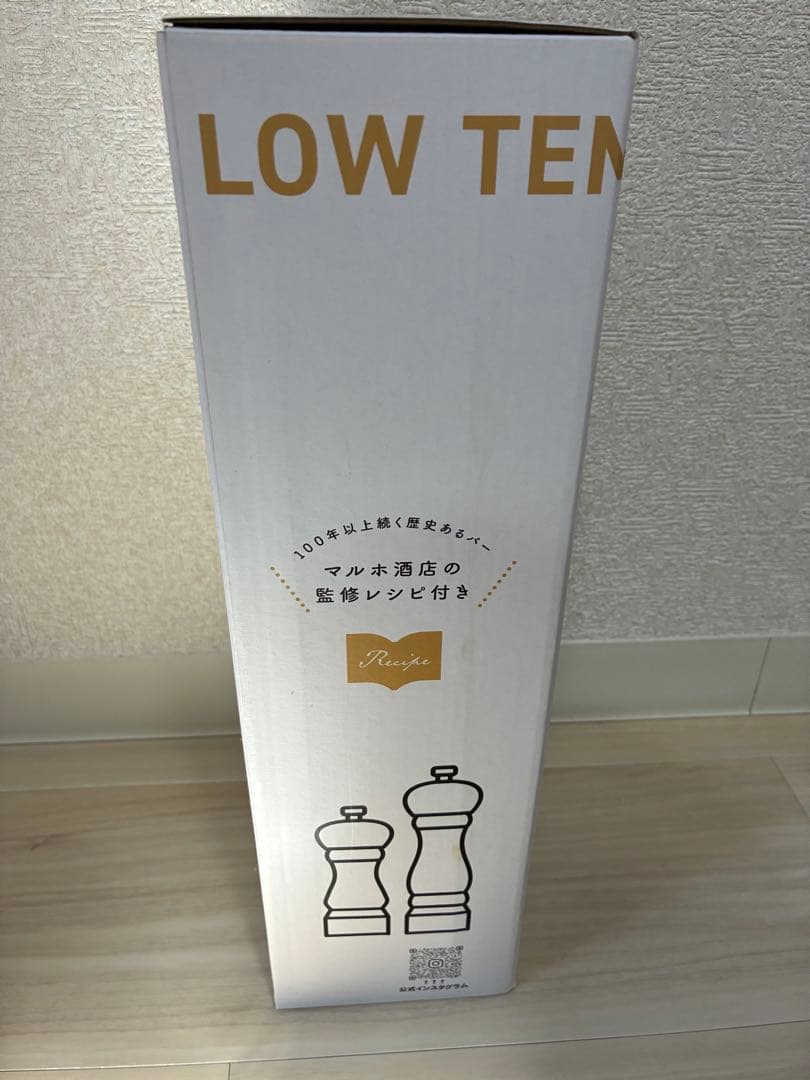 LOW TEM
100年以上続く歴史あるバー
マルホ酒店の
監修レシピ付き
Recipe
公式インスタグラム